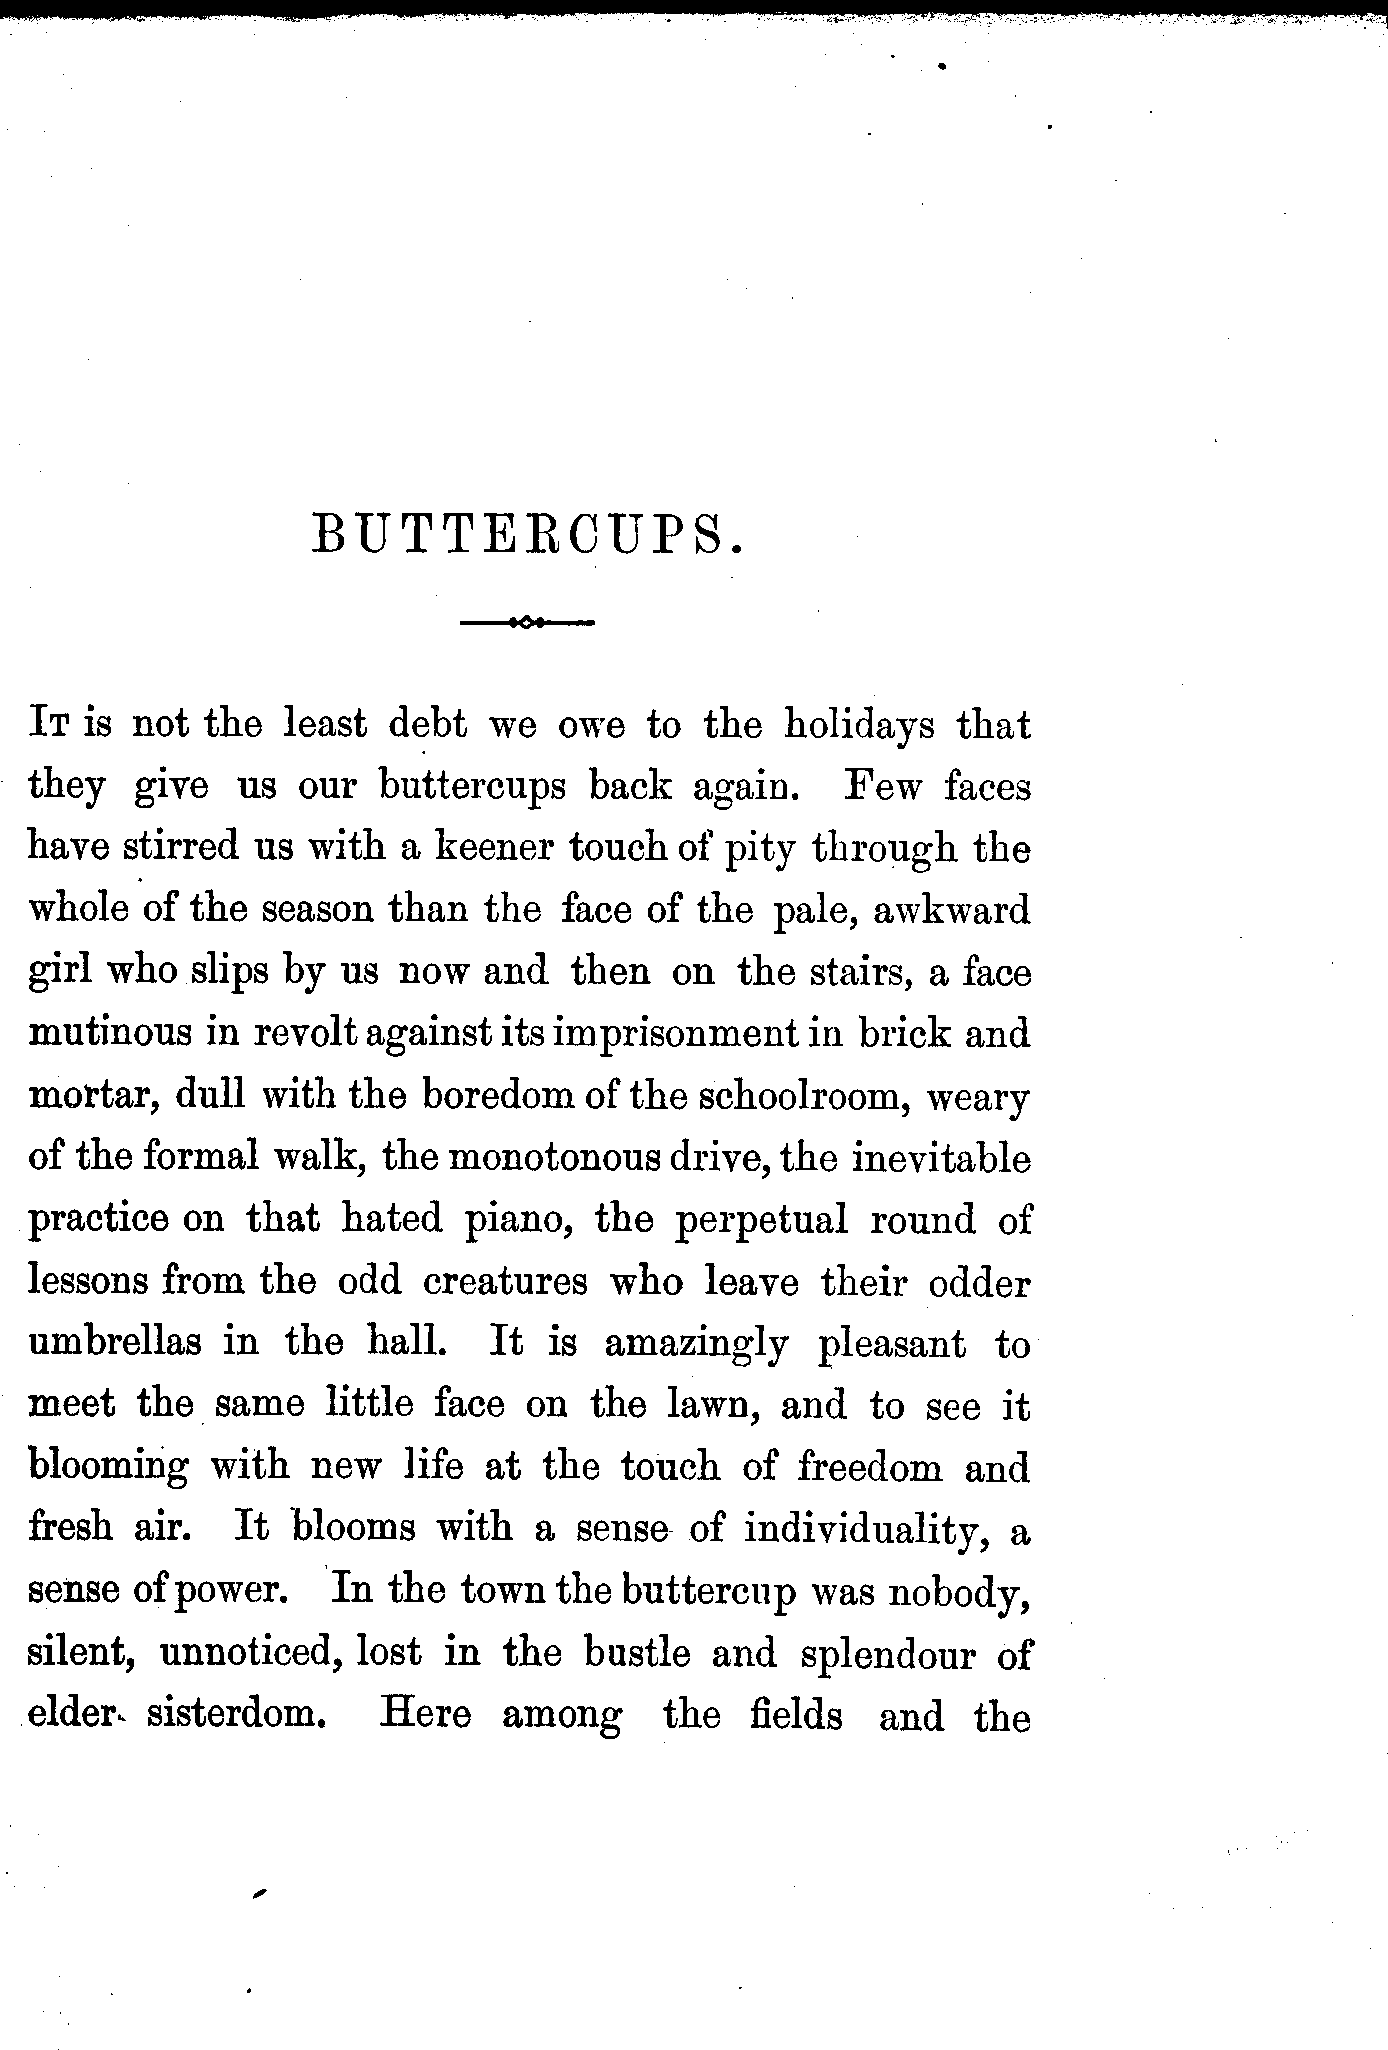 BUTTERCUPS.
IT is not the least debt we owe to the holidays that
they give us our buttercups back again. Few faces
have stirred us with a keener touch of pity through the
whole of the season than the face of the pale, awkward
girl who slips by us now and then on the stairs, a face
mutinous in revolt against its imprisonment in brick and
mortar, dull with the boredom of the schoolroom, weary
of the formal walk, the monotonous drive, the inevitable
practice on that hated piano, the perpetual round of
lessons from the odd creatures who leave their odder
umbrellas in the hall. It is amazingly pleasant to
meet the same little face on the lawn, and to see it
blooming with new life at the touch of freedom and
fresh air. It blooms with a sense of individuality, a
sense of power. In the town the buttercup was nobody,
silent, unnoticed, lost in the bustle and splendour of
elder sisterdom. Here among the fields and the